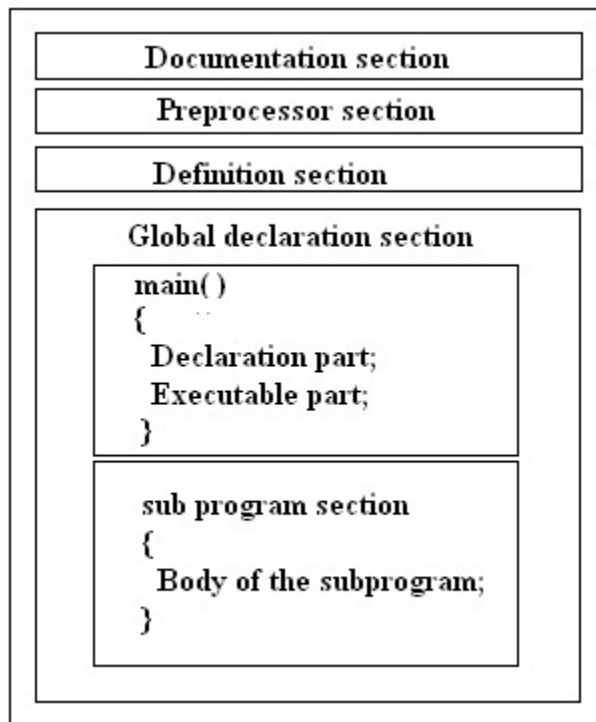 Documentation section
Preprocessor section
Definition section
Global declaration section
main( )
{
Declaration part;
Executable part;
}
sub program section
{
Body of the subprogram;
}